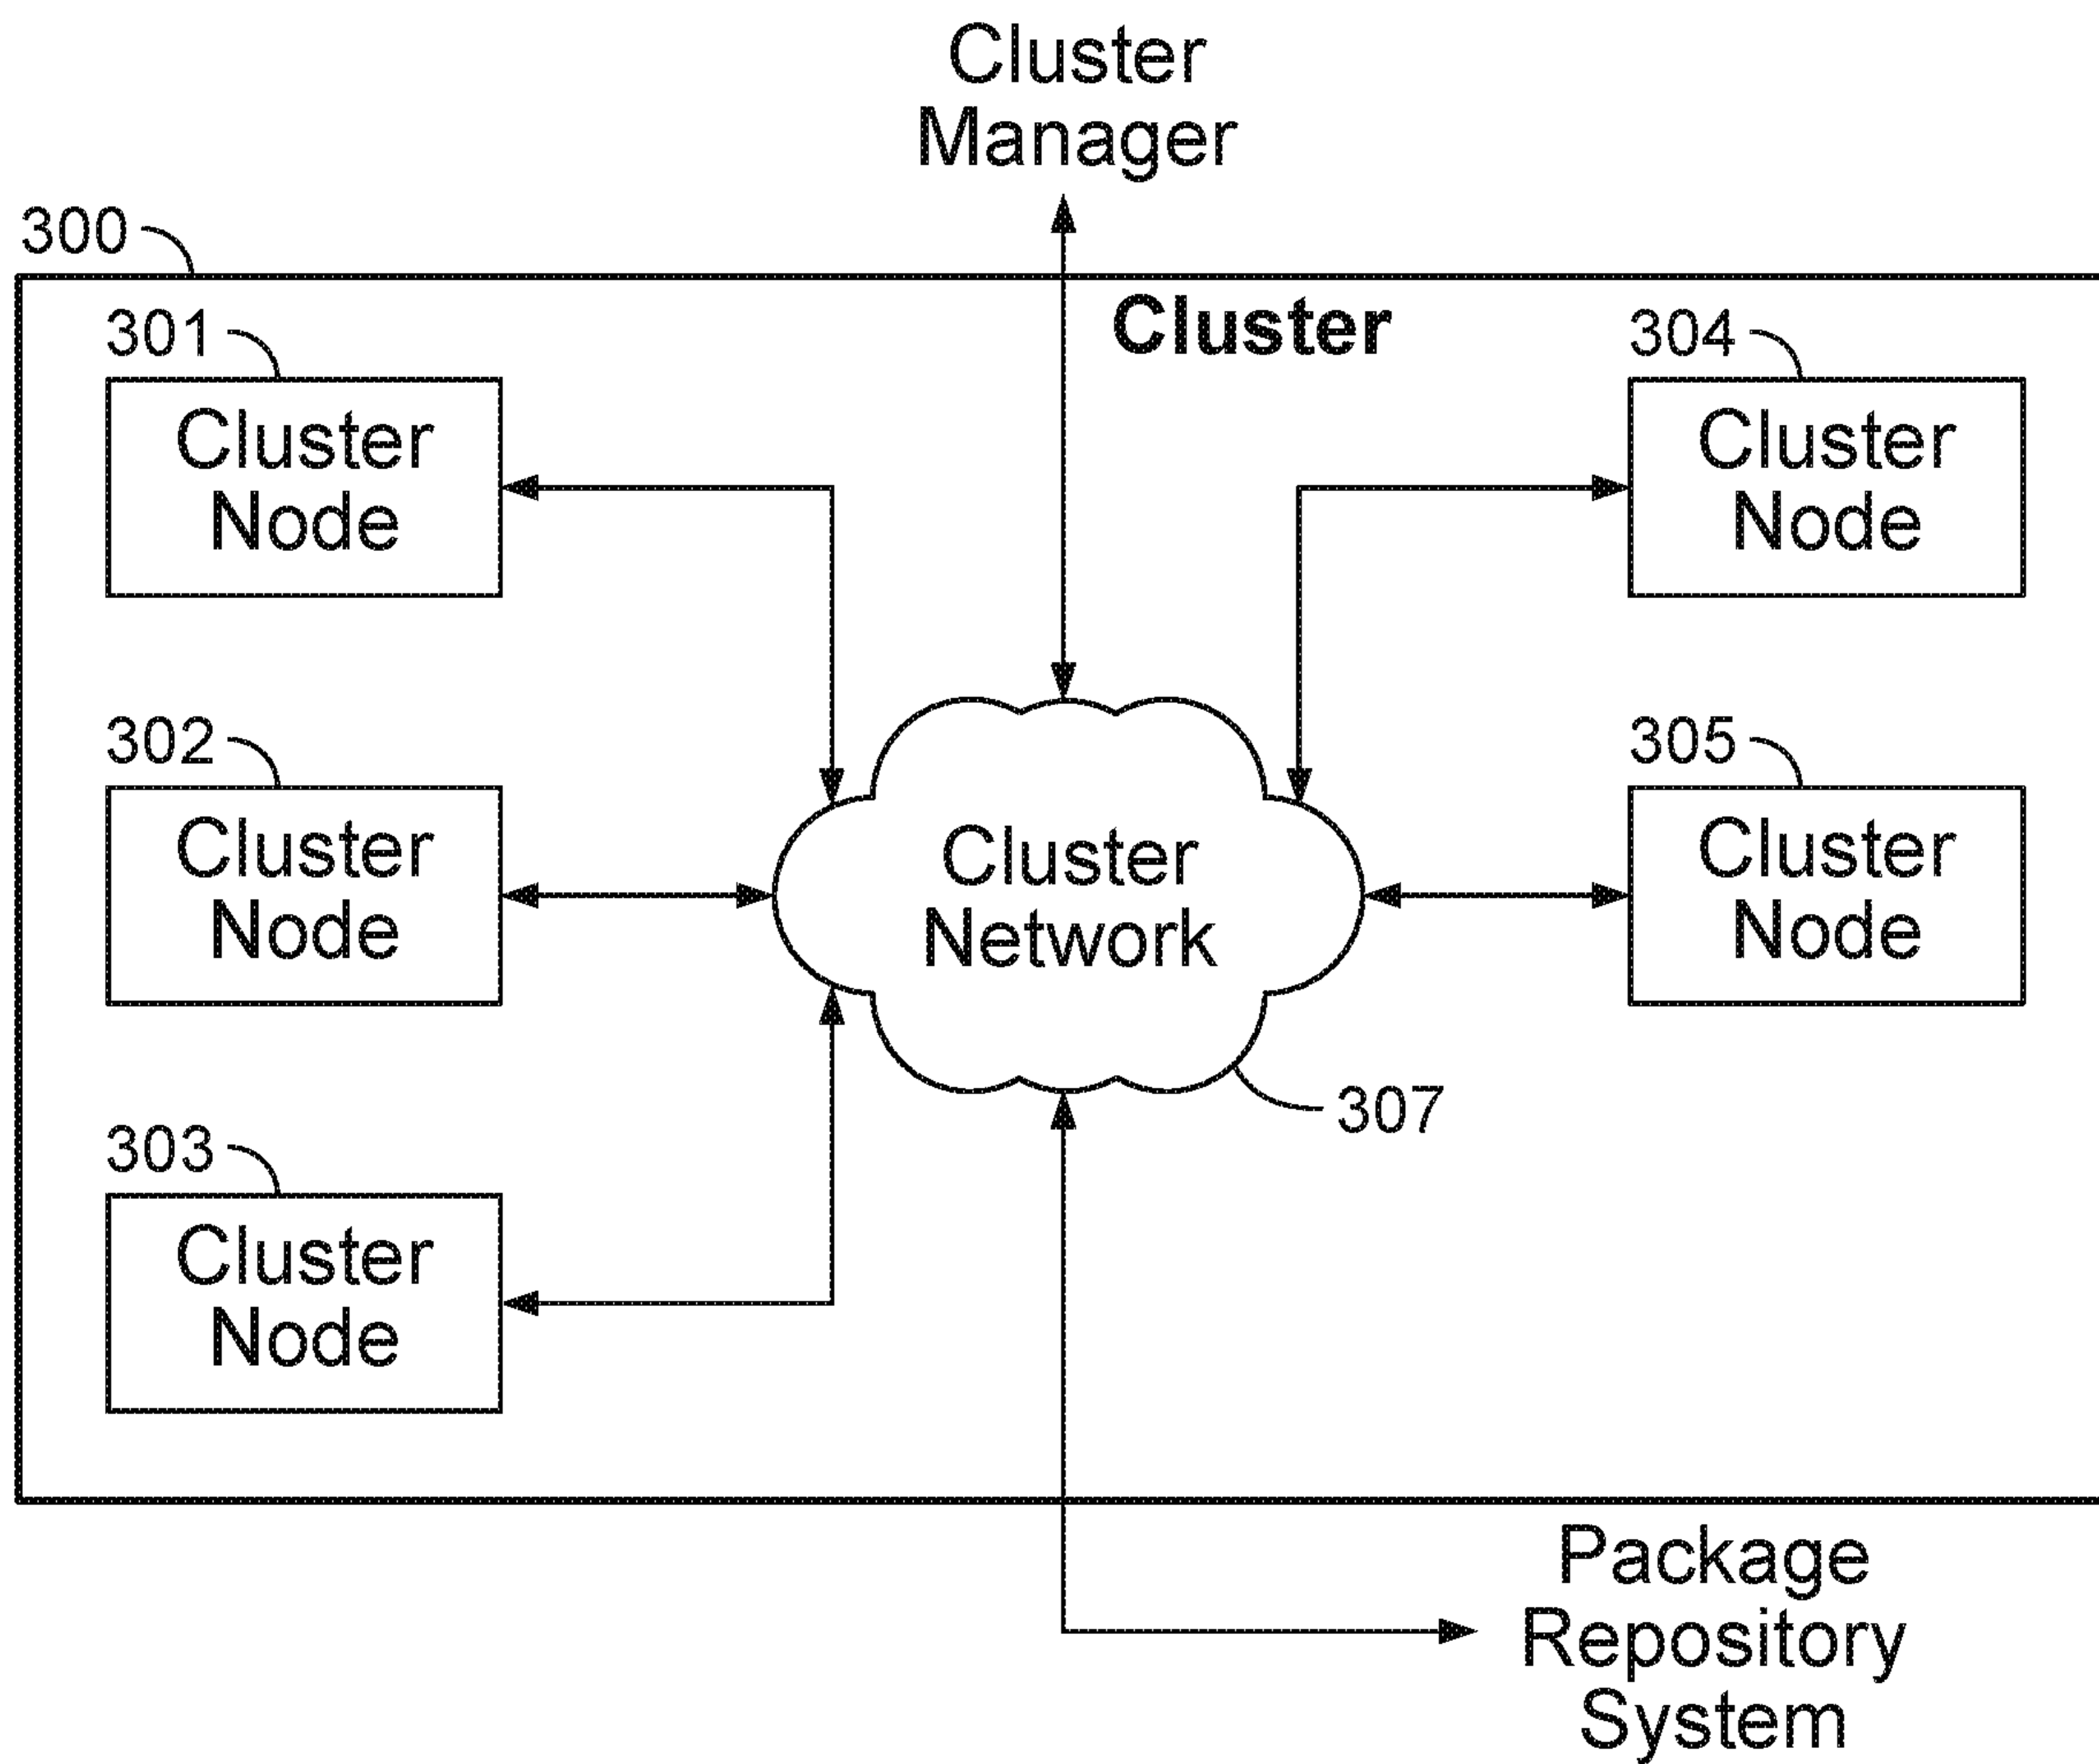 Cluster
Manager
300
Cluster
301
Cluster
Node
304
Cluster
Node
302
Cluster
Node
Cluster
Network
305
Cluster
Node
307
303
Cluster
Node
Package
Repository
System